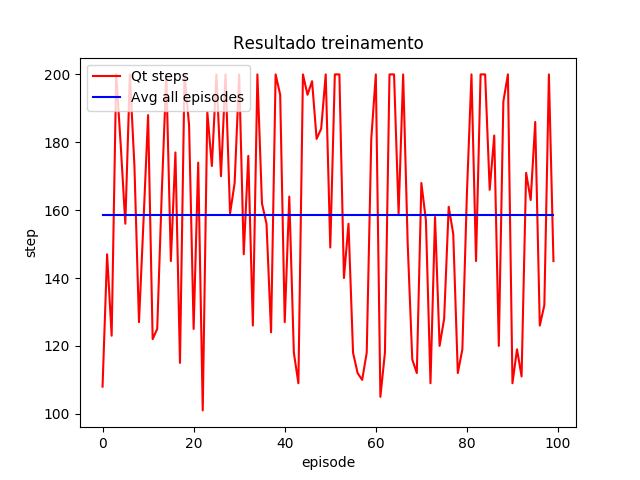 Resultado treinamento
Qt steps
Avg all episodes
200
180
160
140
120
100
step
0 20 40 60 80 100
episode